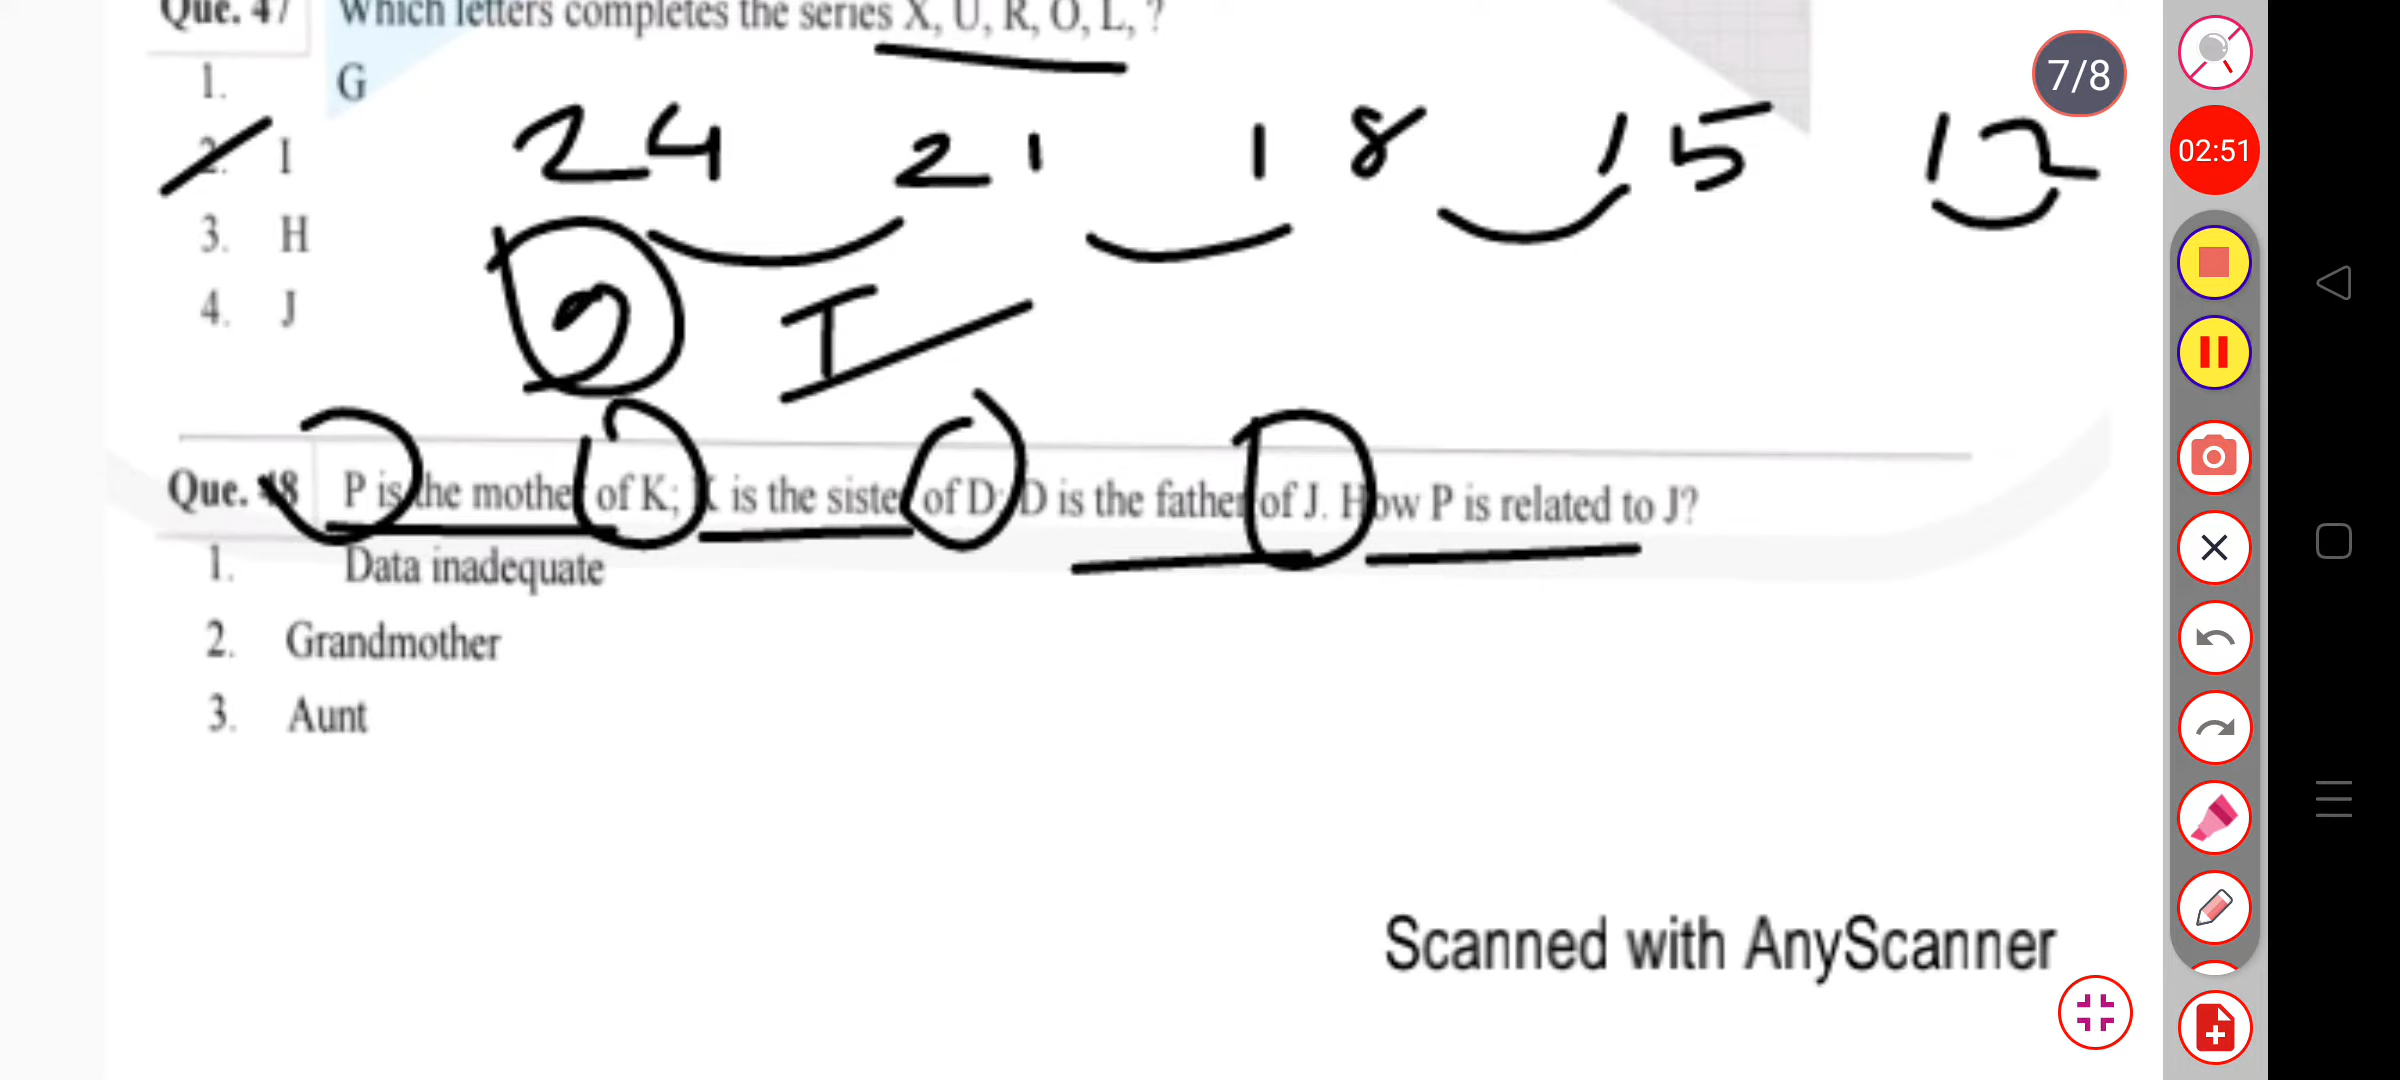 Que. 47 Which letters completes the series X, U, R, O, L, ?
1. G
2. I
3. H
4. J
24 21 18 15 12
9 I
Que. 48 P is the mother of K; K is the sister of D; D is the father of J. How P is related to J?
1. Data inadequate
2. Grandmother
3. Aunt
Scanned with AnyScanner
7/8
02:51